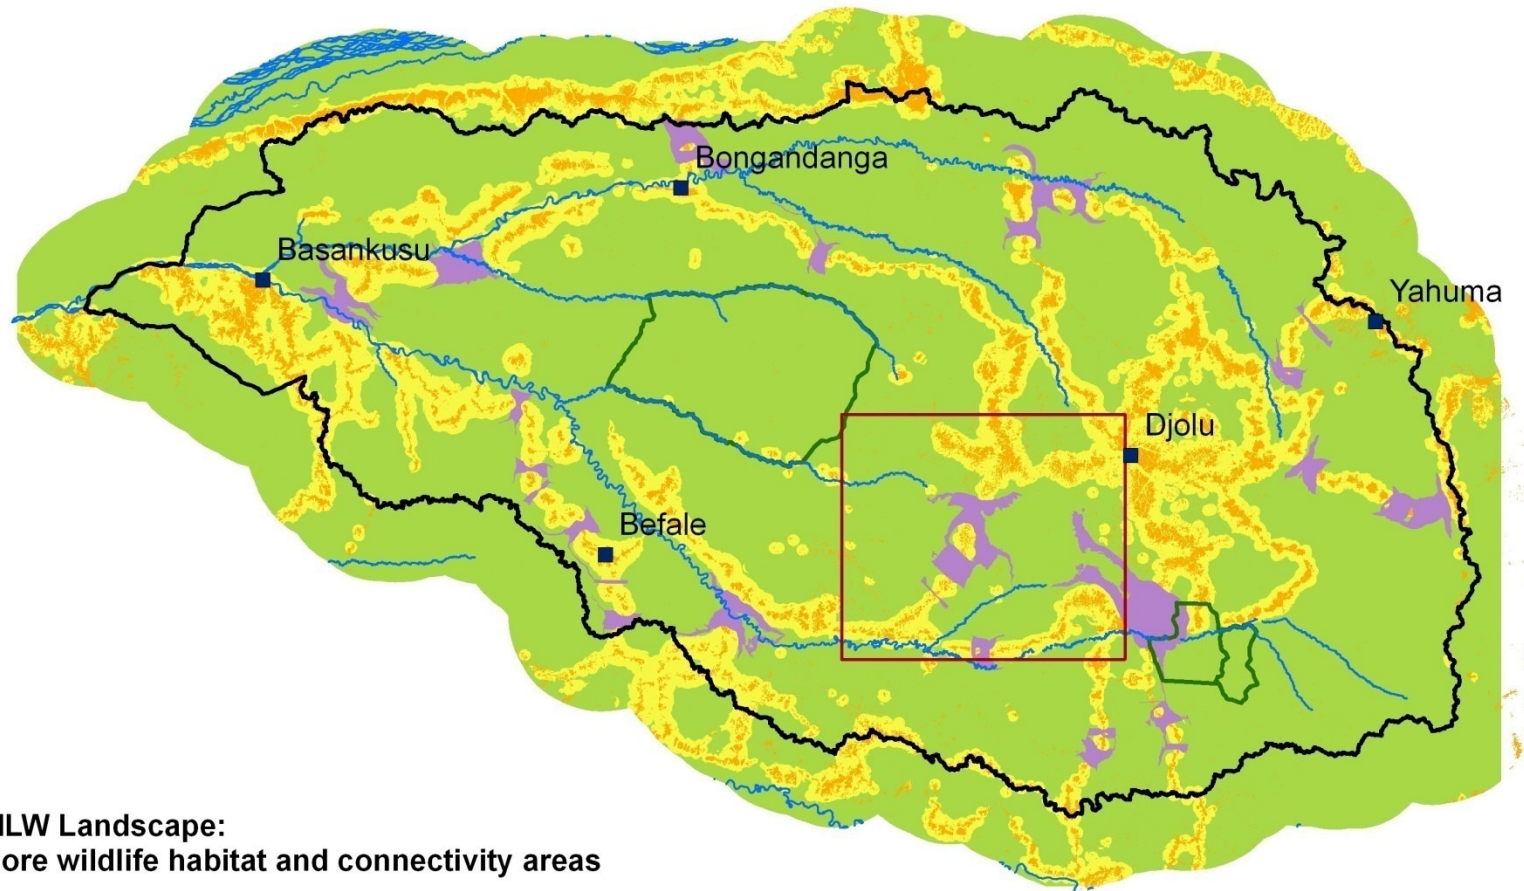 Bongandanga
Basankusu
Yahuma
Djolu
Befale
LW Landscape:
ore wildlife habitat and connectivity areas